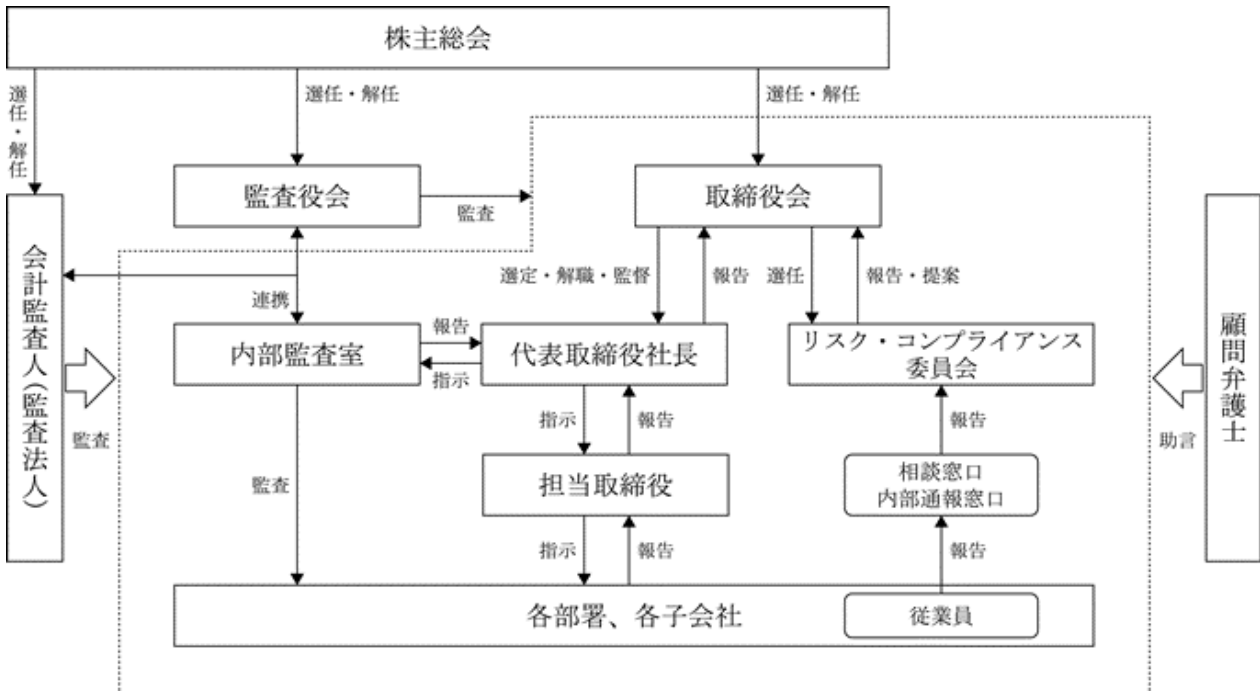 株主総会
選任・解任
選任・解任
選任・解任
監査役会
監査
取締役会
会計監査人(監査法人)
監査
連携
選定・解職・監督
報告
選任
報告・提案
内部監査室
報告
指示
代表取締役社長
リスク・コンプライアンス
委員会
顧問弁護士
助言
指示
報告
報告
監査
担当取締役
相談窓口
内部通報窓口
指示
報告
報告
各部署、各子会社
従業員